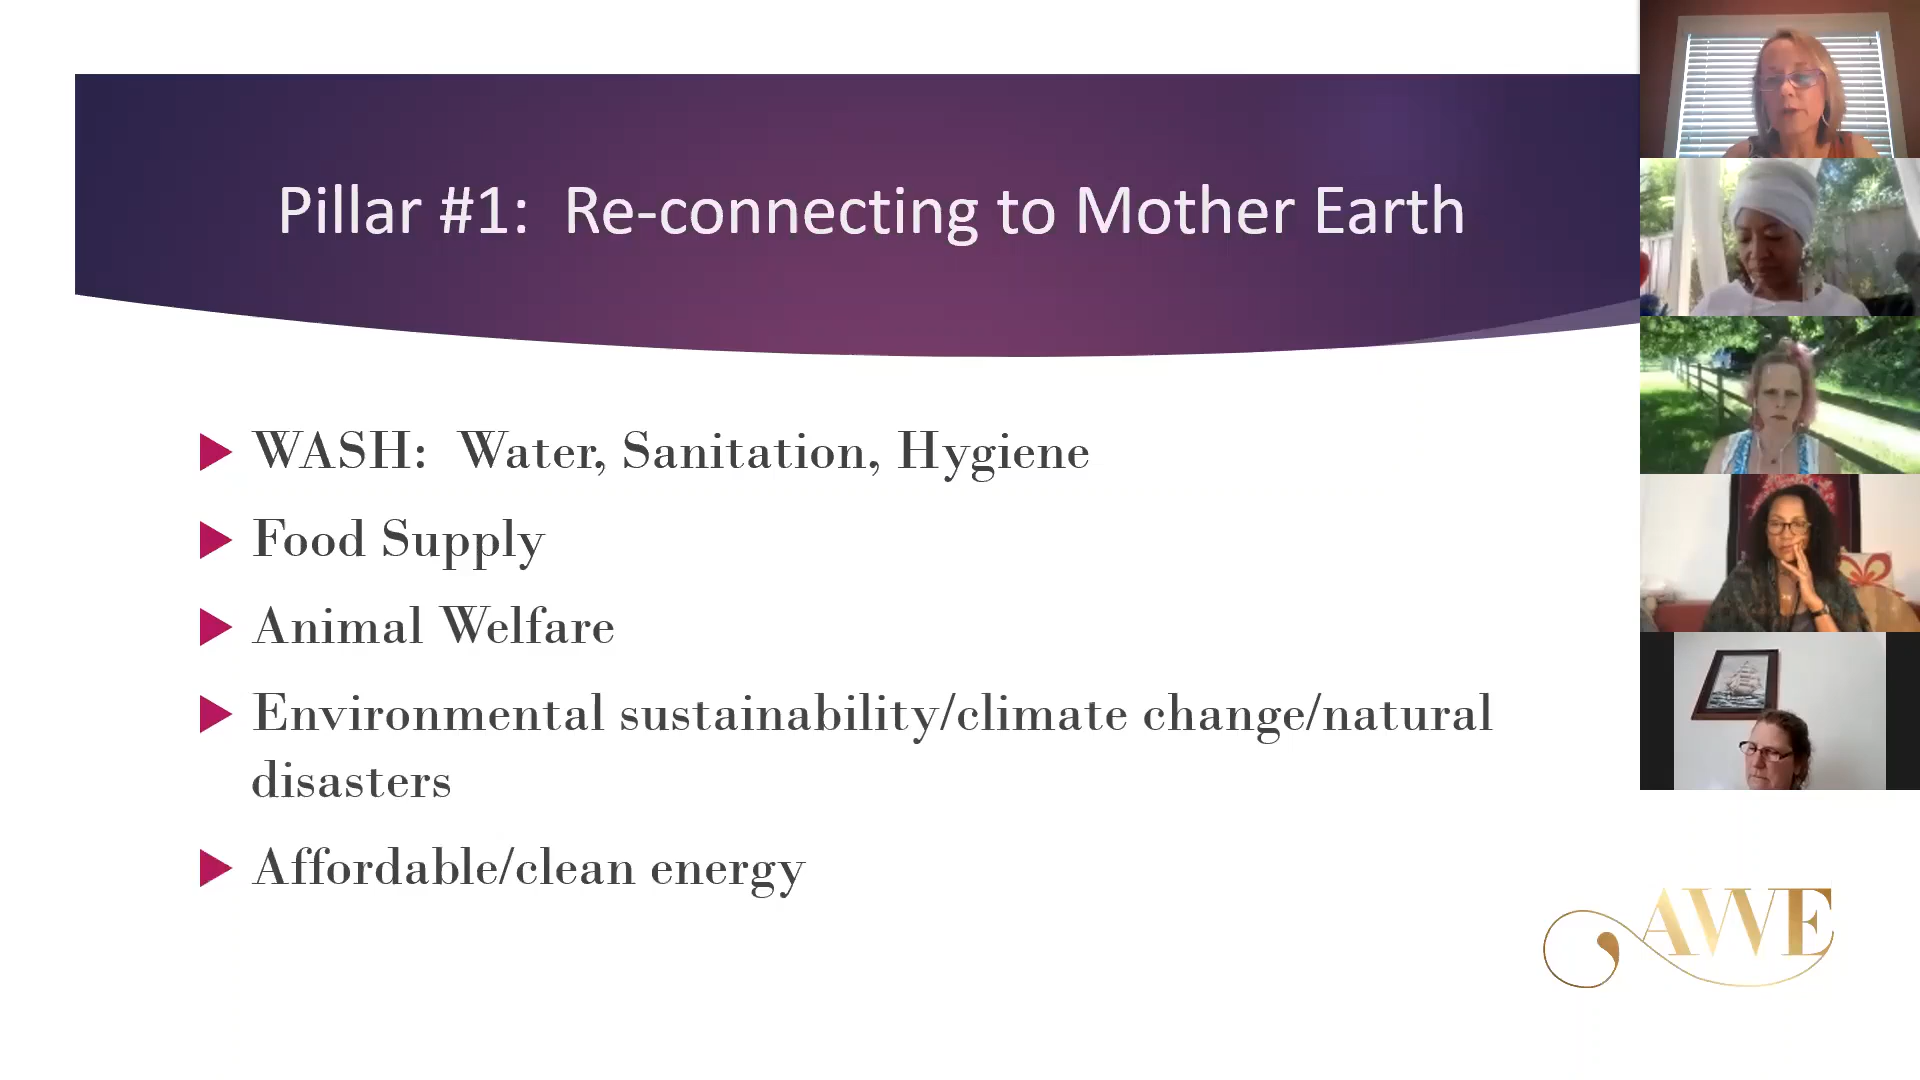 Pillar #1: Re-connecting to Mother Earth
WASH: Water, Sanitation, Hygiene
Food Supply
Animal Welfare
Environmental sustainability/climate change/natural
disasters
Affordable/clean energy
AWE